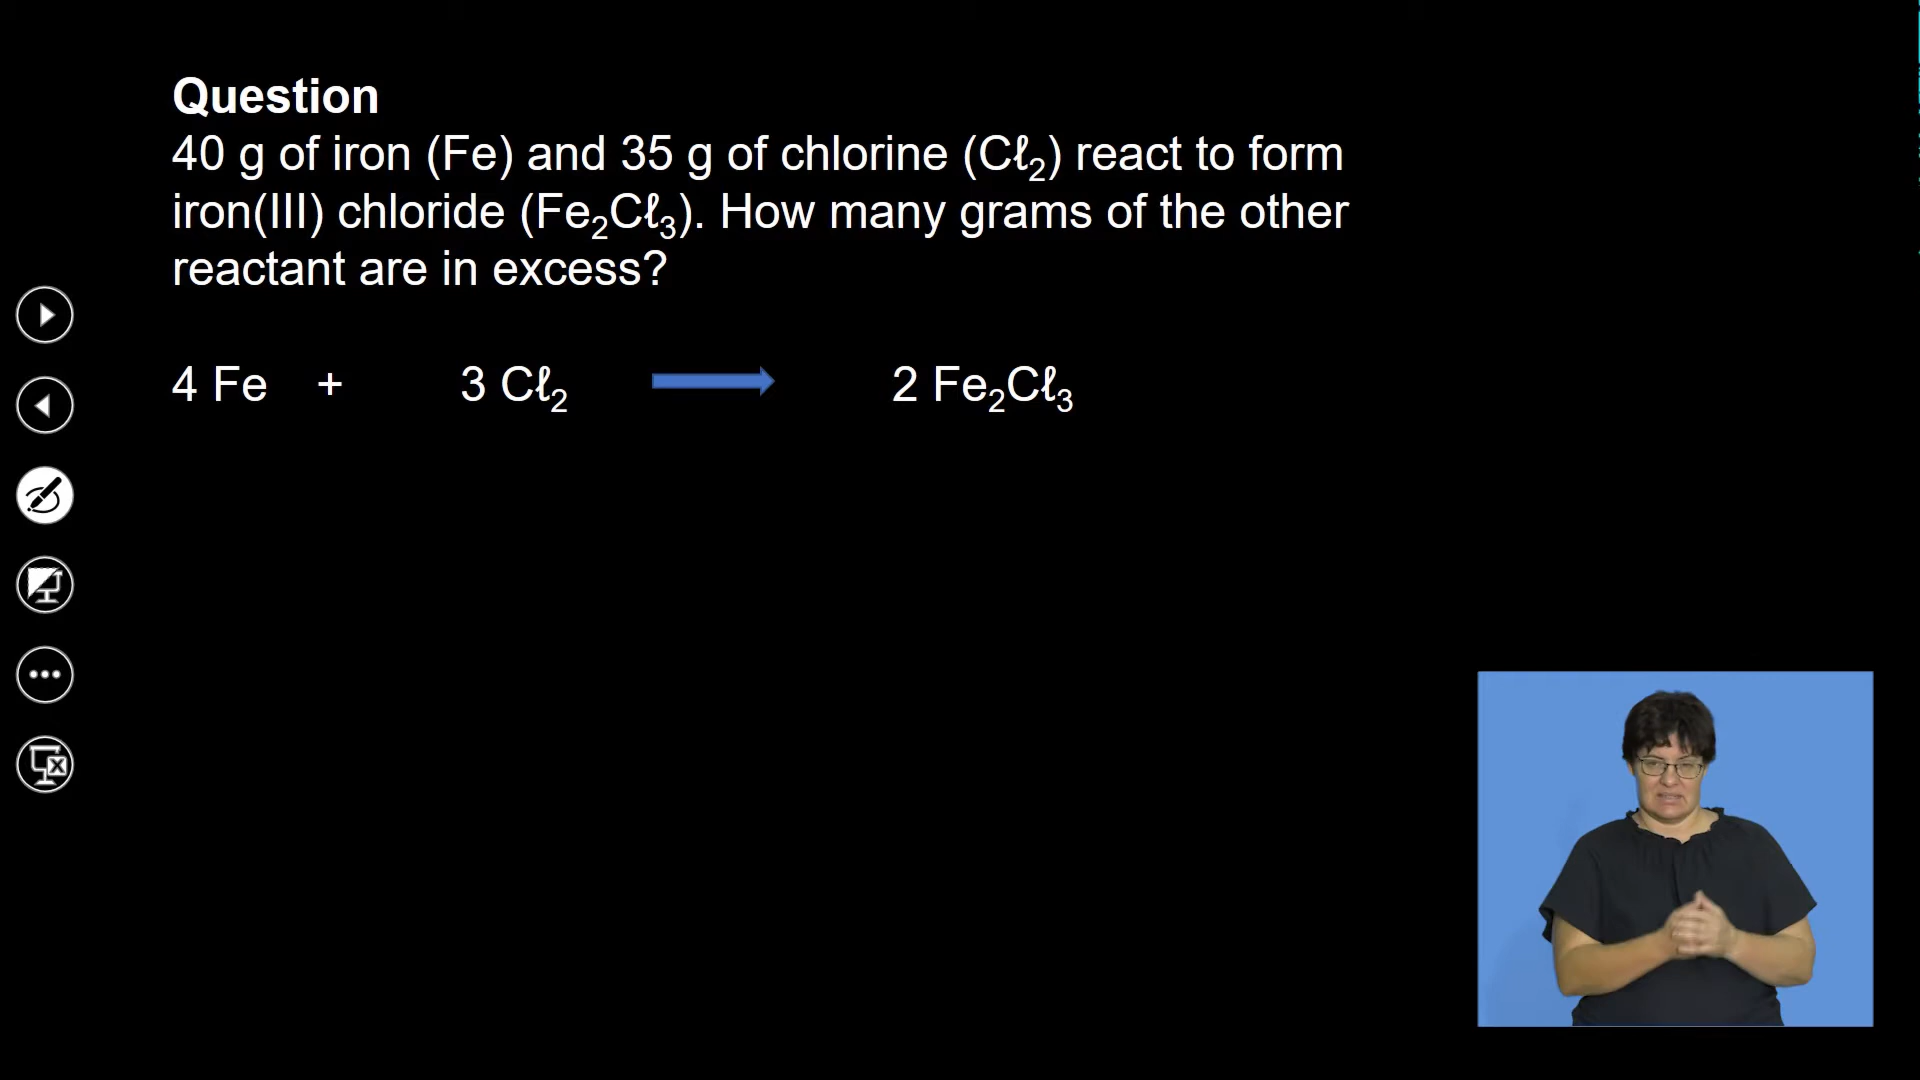 Question
40 g of iron (Fe) and 35 g of chlorine (Cℓ₂) react to form
iron(III) chloride (Fe₂Cℓ₃). How many grams of the other
reactant are in excess?
4 Fe + 3 Cℓ₂ 2 Fe₂Cℓ₃